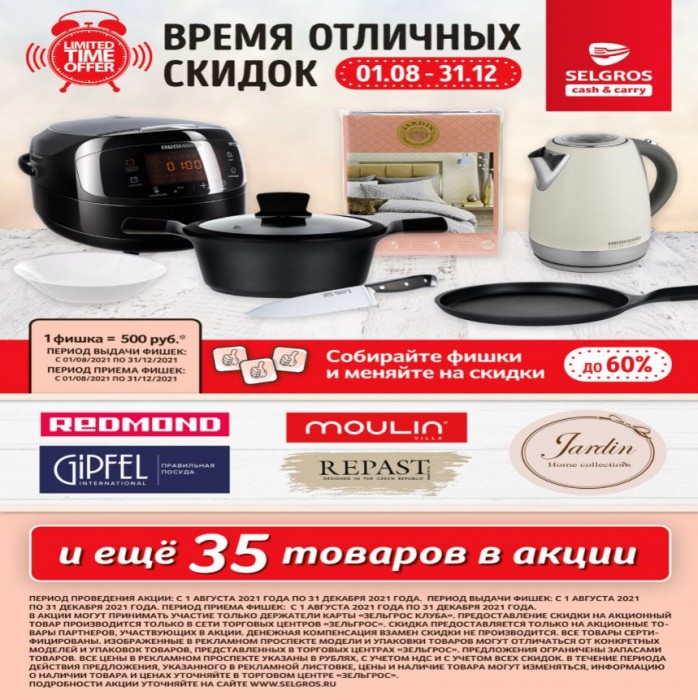 LIMITED
TIME
OFFER
ВРЕМЯ ОТЛИЧНЫХ
СКИДОК 01.08 - 31.12
SELGROS
cash & carry
REDMOND
01:00
JARDIN
REDMOND
1 фишка = 500 руб.*
ПЕРИОД ВЫДАЧИ ФИШЕК:
С 01/08/2021 ПО 31/12/2021
ПЕРИОД ПРИЕМА ФИШЕК:
С 01/08/2021 ПО 31/12/2021
Собирайте фишки
и меняйте на скидки
до 60%
REDMOND
MOULIN
VILLA
Jardin
Home collection
GIPFEL
INTERNATIONAL
ПРАВИЛЬНАЯ
ПОСУДА
REPAST
DESIGNED IN THE CZECH REPUBLIC
и ещё 35 товаров в акции
ПЕРИОД ПРОВЕДЕНИЯ АКЦИИ: С 1 АВГУСТА 2021 ГОДА ПО 31 ДЕКАБРЯ 2021 ГОДА. ПЕРИОД ВЫДАЧИ ФИШЕК: С 1 АВГУСТА 2021
ПО 31 ДЕКАБРЯ 2021 ГОДА. ПЕРИОД ПРИЕМА ФИШЕК: С 1 АВГУСТА 2021 ГОДА ПО 31 ДЕКАБРЯ 2021 ГОДА.
В АКЦИИ МОГУТ ПРИНИМАТЬ УЧАСТИЕ ТОЛЬКО ДЕРЖАТЕЛИ КАРТЫ «ЗЕЛЬГРОС КЛУБА». ПРЕДОСТАВЛЕНИЕ СКИДКИ НА АКЦИОННЫЙ
ТОВАР ПРОИЗВОДИТСЯ ТОЛЬКО В СЕТИ ТОРГОВЫХ ЦЕНТРОВ «ЗЕЛЬГРОС». СКИДКА ПРЕДОСТАВЛЯЕТСЯ ТОЛЬКО НА АКЦИОННЫЕ ТО-
ВАРЫ ПАРТНЕРОВ, УЧАСТВУЮЩИХ В АКЦИИ. ДЕНЕЖНАЯ КОМПЕНСАЦИЯ ВЗАМЕН СКИДКИ НЕ ПРОИЗВОДИТСЯ. ВСЕ ТОВАРЫ СЕРТИ-
ФИЦИРОВАНЫ. ИЗОБРАЖЕННЫЕ В РЕКЛАМНОМ ПРОСПЕКТЕ МОДЕЛИ И УПАКОВКИ ТОВАРОВ МОГУТ ОТЛИЧАТЬСЯ ОТ КОНКРЕТНЫХ
МОДЕЛЕЙ И УПАКОВОК ТОВАРОВ, ПРЕДСТАВЛЕННЫХ В ТОРГОВЫХ ЦЕНТРАХ «ЗЕЛЬГРОС». ПРЕДЛОЖЕНИЯ ОГРАНИЧЕНЫ ЗАПАСАМИ
ТОВАРОВ. ВСЕ ЦЕНЫ В РЕКЛАМНОМ ПРОСПЕКТЕ УКАЗАНЫ В РУБЛЯХ, С УЧЕТОМ НДС И С УЧЕТОМ ВСЕХ СКИДОК. В ТЕЧЕНИЕ ПЕРИОДА
ДЕЙСТВИЯ ПРЕДЛОЖЕНИЯ, УКАЗАННОГО В РЕКЛАМНОЙ ЛИСТОВКЕ, ЦЕНЫ И НАЛИЧИЕ ТОВАРА МОГУТ ИЗМЕНЯТЬСЯ, ИНФОРМАЦИЮ
О НАЛИЧИИ ТОВАРА И ЦЕНАХ УТОЧНЯЙТЕ В ТОРГОВОМ ЦЕНТРЕ «ЗЕЛЬГРОС».
ПОДРОБНОСТИ АКЦИИ УТОЧНЯЙТЕ НА САЙТЕ WWW.SELGROS.RU